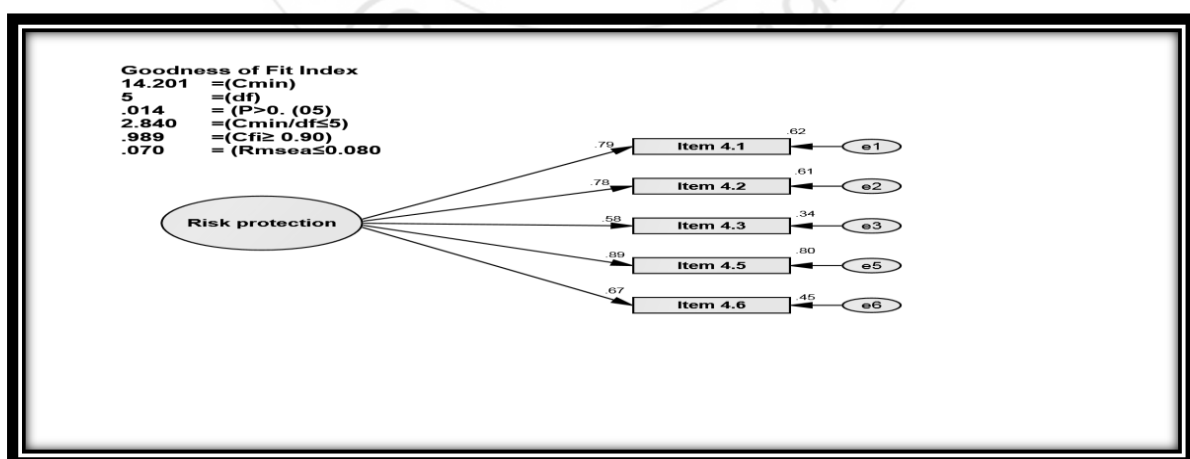 Goodness of Fit Index
14.201 =(Cmin)
5 =(df)
.014 = (P>0. (05)
2.840 =(Cmin/df≤5)
.989 =(Cfi≥ 0.90)
.070 = (Rmsea≤0.080
Risk protection
.79 Item 4.1 .62 e1
.78 Item 4.2 .61 e2
.58 Item 4.3 .34 e3
.89 Item 4.5 .80 e5
.67 Item 4.6 .45 e6